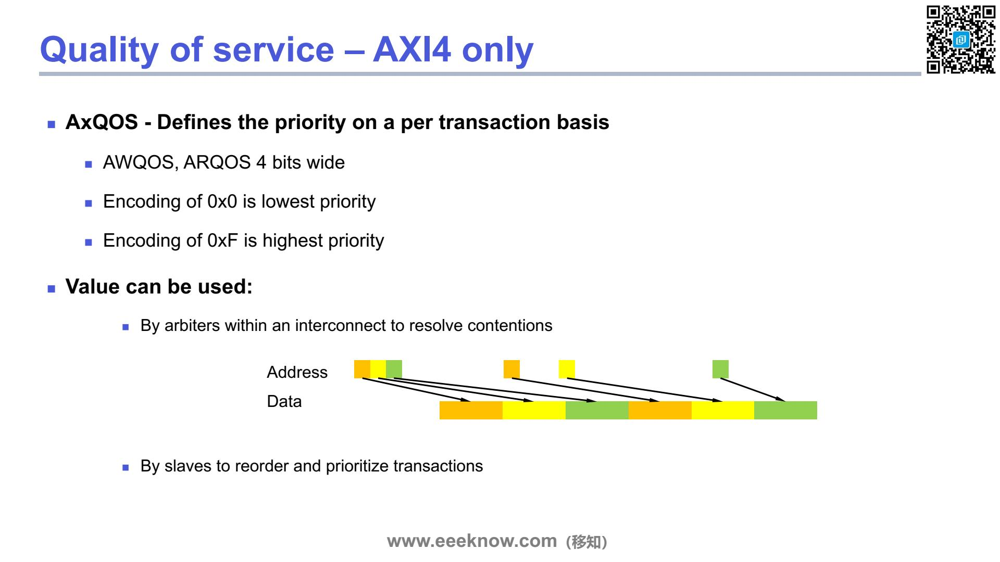 Quality of service – AXI4 only
AxQOS - Defines the priority on a per transaction basis
AWQOS, ARQOS 4 bits wide
Encoding of 0x0 is lowest priority
Encoding of 0xF is highest priority
Value can be used:
By arbiters within an interconnect to resolve contentions
Address
Data
By slaves to reorder and prioritize transactions
www.eeeknow.com (移知)